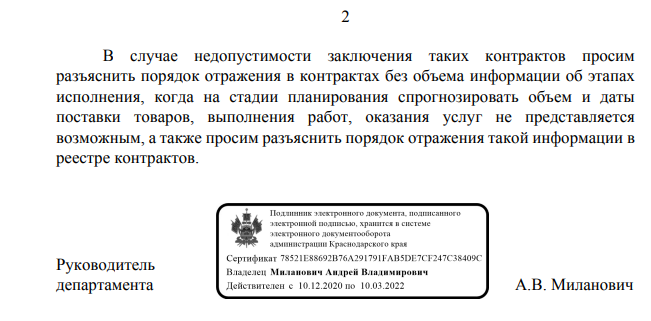 2
В случае недопустимости заключения таких контрактов просим
разъяснить порядок отражения в контрактах без объема информации об этапах
исполнения, когда на стадии планирования спрогнозировать объем и даты
поставки товаров, выполнения работ, оказания услуг не представляется
возможным, а также просим разъяснить порядок отражения такой информации в
реестре контрактов.
Подлинник электронного документа, подписанного
электронной подписью, хранится в системе
электронного документооборота
администрации Краснодарского края
Сертификат 78521E88692B76A291791FAB5DE7CF247C38409C
Владелец Миланович Андрей Владимирович
Действителен с 10.12.2020 по 10.03.2022
Руководитель
департамента
А.В. Миланович